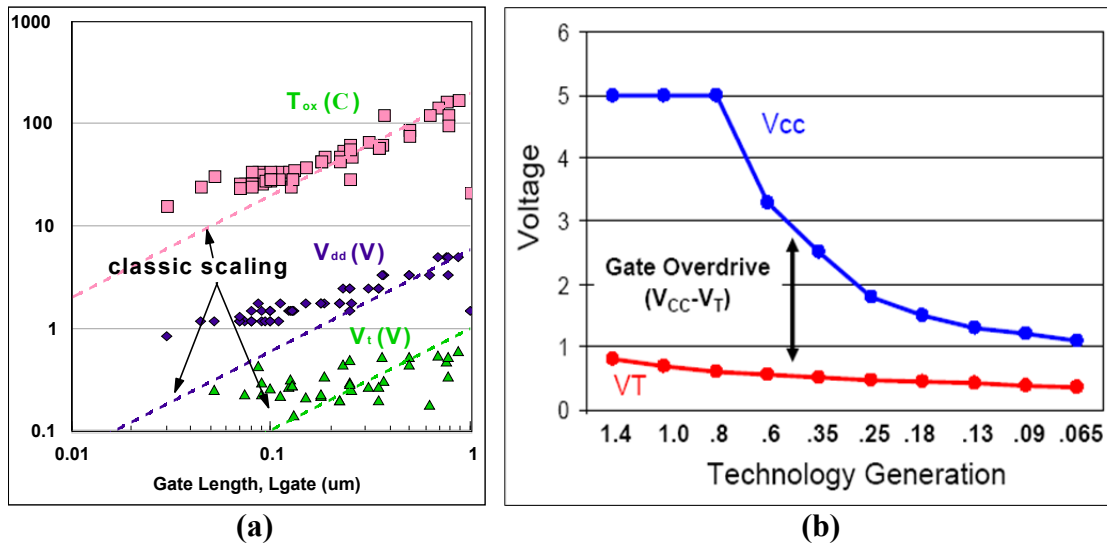 1000
100
10
1
0.1
0.01
0.1
1
Tox (C)
Vdd (V)
classic scaling
Vt (V)
Gate Length, Lgate (um)
(a)
6
5
4
3
2
1
0
Voltage
Vcc
Gate Overdrive
(VCC-VT)
VT
1.4 1.0 .8 .6 .35 .25 .18 .13 .09 .065
Technology Generation
(b)